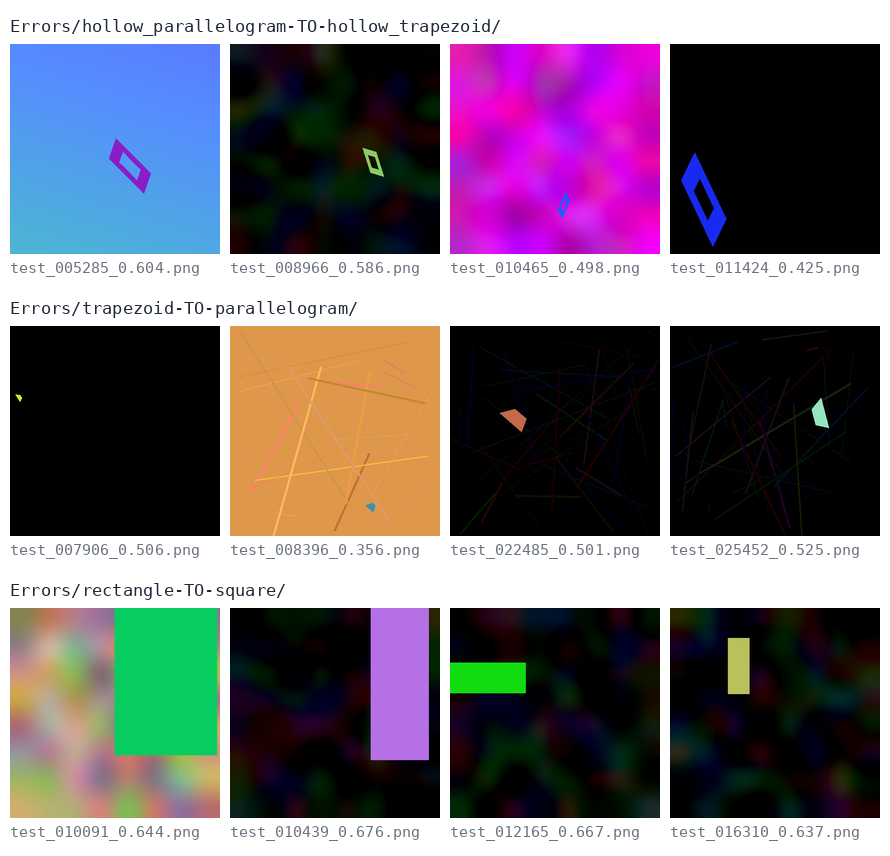 Errors/hollow_parallelogram-TO-hollow_trapezoid/
test_005285_0.604.png test_008966_0.586.png test_010465_0.498.png test_011424_0.425.png
Errors/trapezoid-TO-parallelogram/
test_007906_0.506.png test_008396_0.356.png test_022485_0.501.png test_025452_0.525.png
Errors/rectangle-TO-square/
test_010091_0.644.png test_010439_0.676.png test_012165_0.667.png test_016310_0.637.png